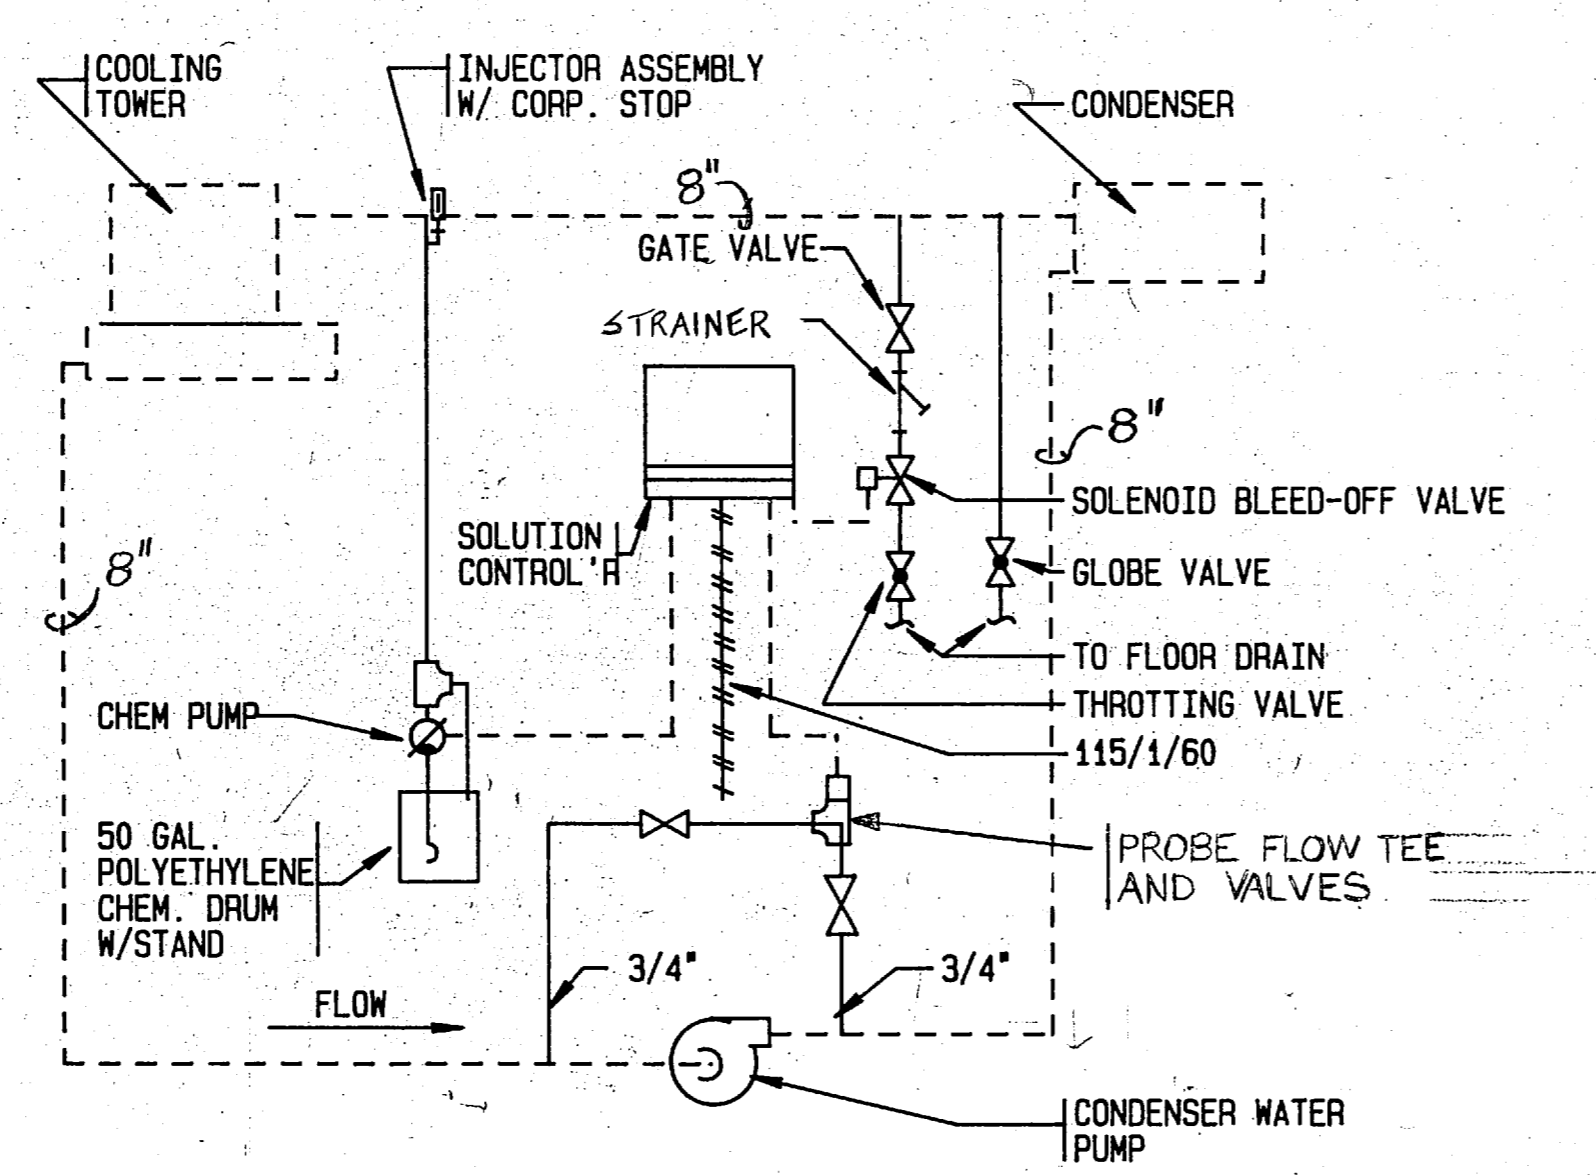 COOLING
TOWER
INJECTOR ASSEMBLY
W/ CORP. STOP
CONDENSER
8"
GATE VALVE
STRAINER
8"
SOLENOID BLEED-OFF VALVE
SOLUTION
CONTROL'R
8"
GLOBE VALVE
TO FLOOR DRAIN
THROTTING VALVE
CHEM PUMP
115/1/60
50 GAL.
POLYETHYLENE
CHEM. DRUM
W/STAND
PROBE FLOW TEE
AND VALVES
3/4"
3/4"
FLOW
CONDENSER WATER
PUMP